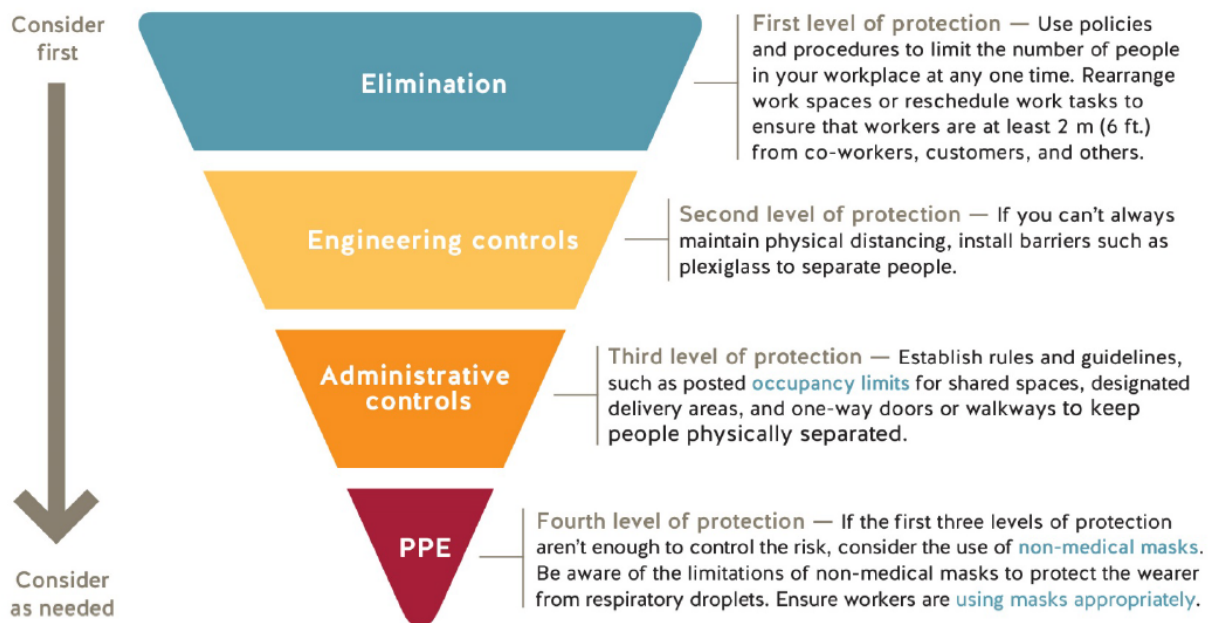 Consider
first
Elimination
First level of protection — Use policies
and procedures to limit the number of people
in your workplace at any one time. Rearrange
work spaces or reschedule work tasks to
ensure that workers are at least 2 m (6 ft.)
from co-workers, customers, and others.
Engineering controls
Second level of protection — If you can't always
maintain physical distancing, install barriers such as
plexiglass to separate people.
Administrative
controls
Third level of protection — Establish rules and guidelines,
such as posted occupancy limits for shared spaces, designated
delivery areas, and one-way doors or walkways to keep
people physically separated.
PPE
Fourth level of protection — If the first three levels of protection
aren't enough to control the risk, consider the use of non-medical masks.
Be aware of the limitations of non-medical masks to protect the wearer
from respiratory droplets. Ensure workers are using masks appropriately.
Consider
as needed